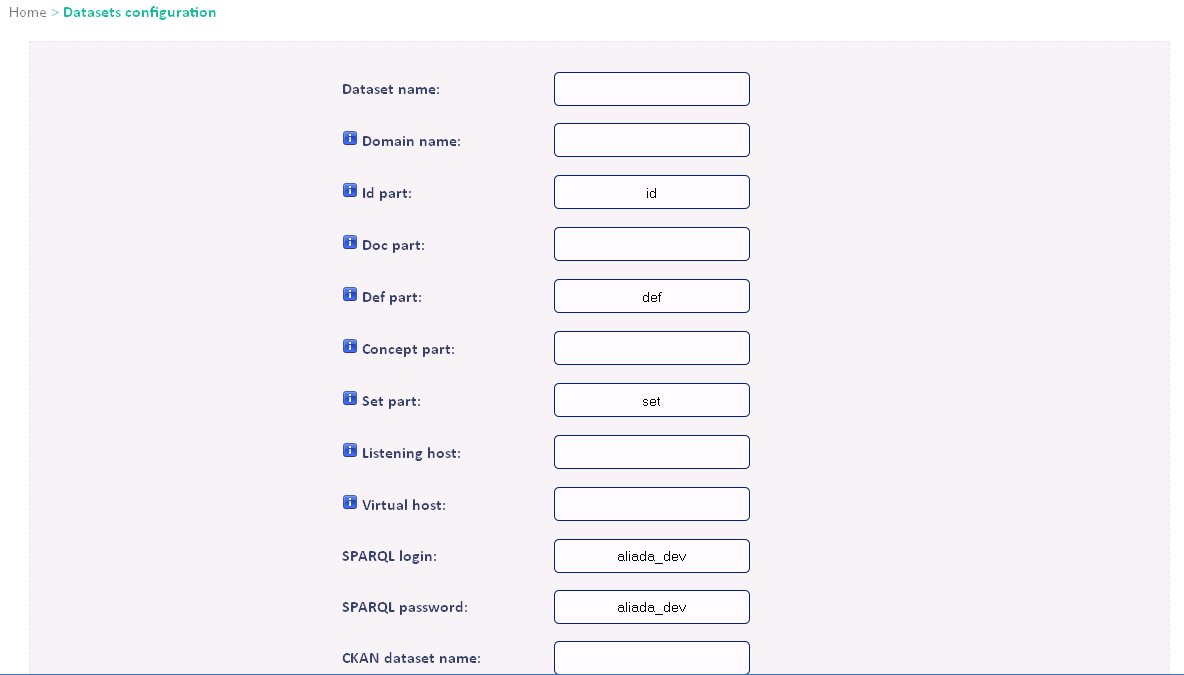 Home > Datasets configuration
Dataset name:
i Domain name:
i Id part: id
i Doc part:
i Def part: def
i Concept part:
i Set part: set
i Listening host:
i Virtual host:
SPARQL login: aliada_dev
SPARQL password: aliada_dev
CKAN dataset name: